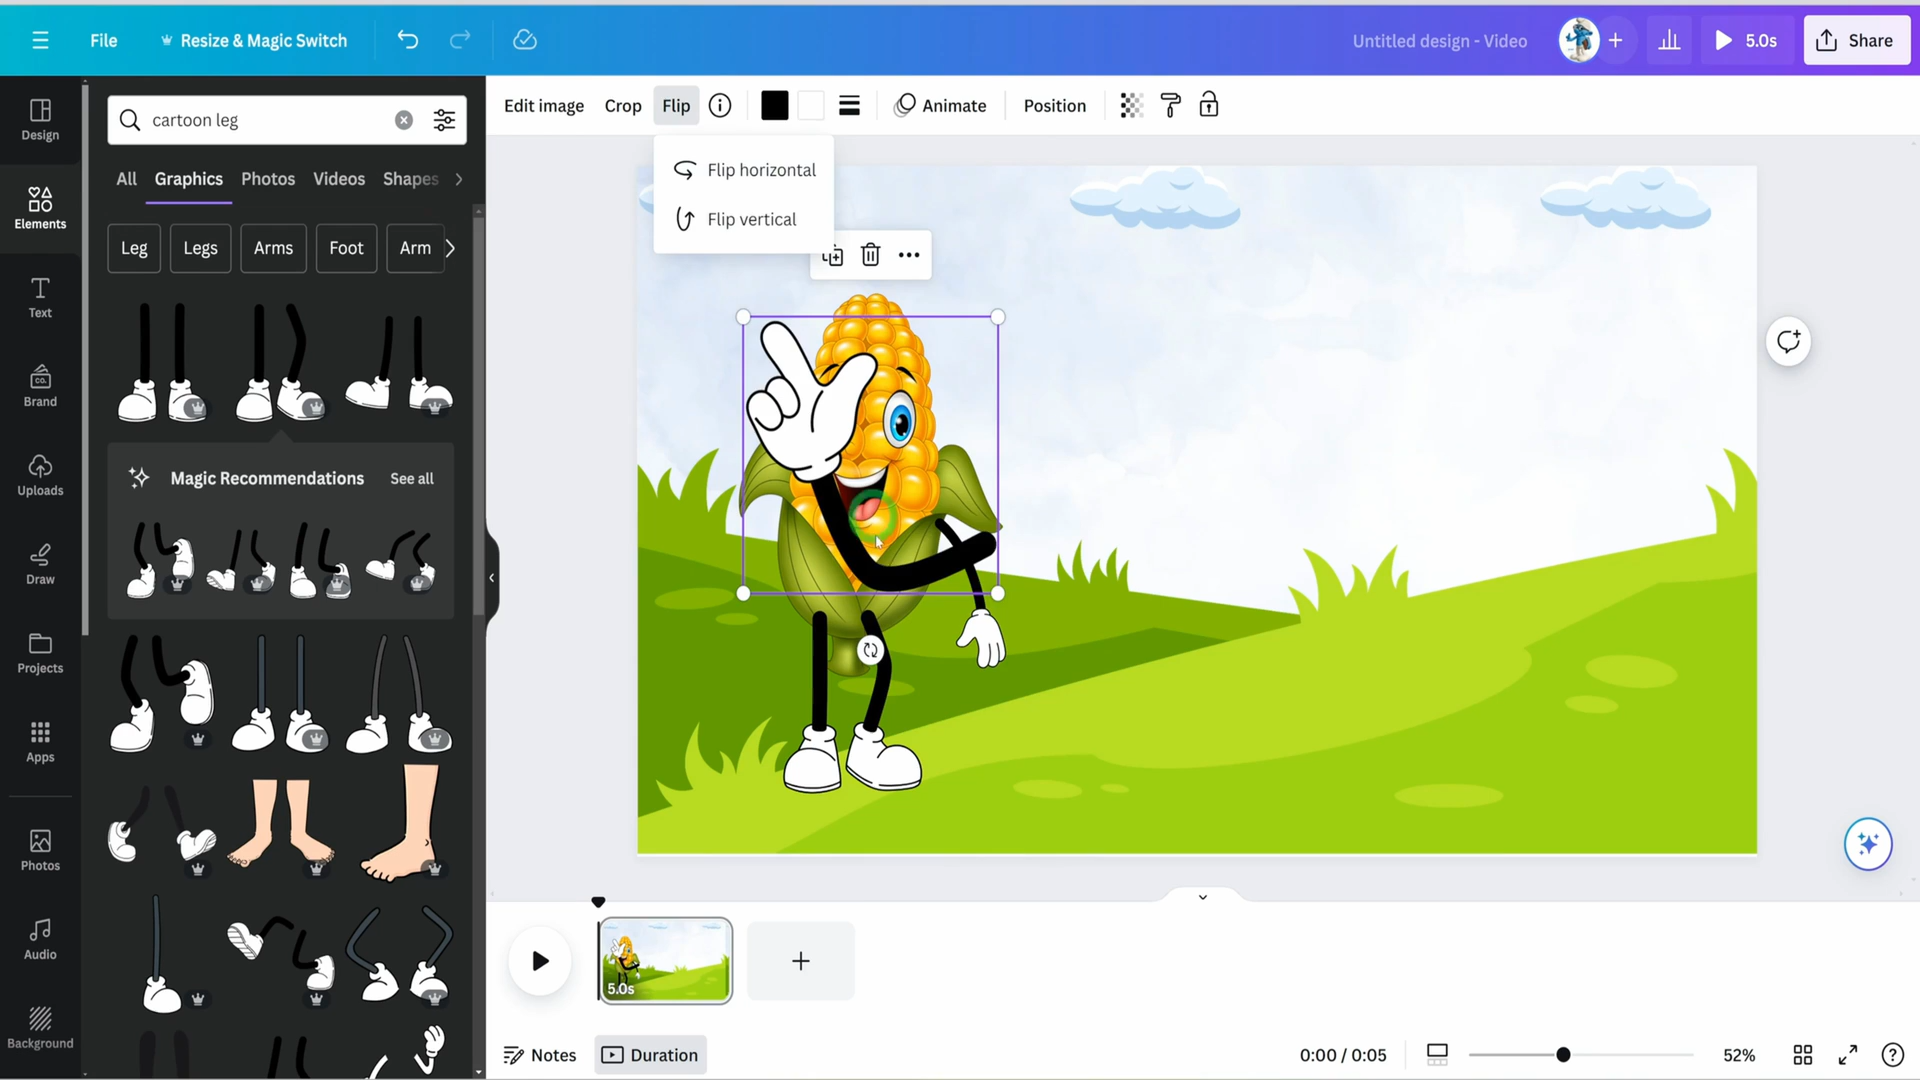 File
Resize & Magic Switch
Untitled design - Video
5.0s
Share
Design
Elements
Text
Brand
CO.
Uploads
Draw
Projects
Apps
Photos
Audio
Background
cartoon leg
All
Graphics
Photos
Videos
Shapes
Leg
Legs
Arms
Foot
Arm
Magic Recommendations
See all
Edit image
Crop
Flip
Animate
Position
Flip horizontal
Flip vertical
5.0s
Notes
Duration
0:00 / 0:05
52%